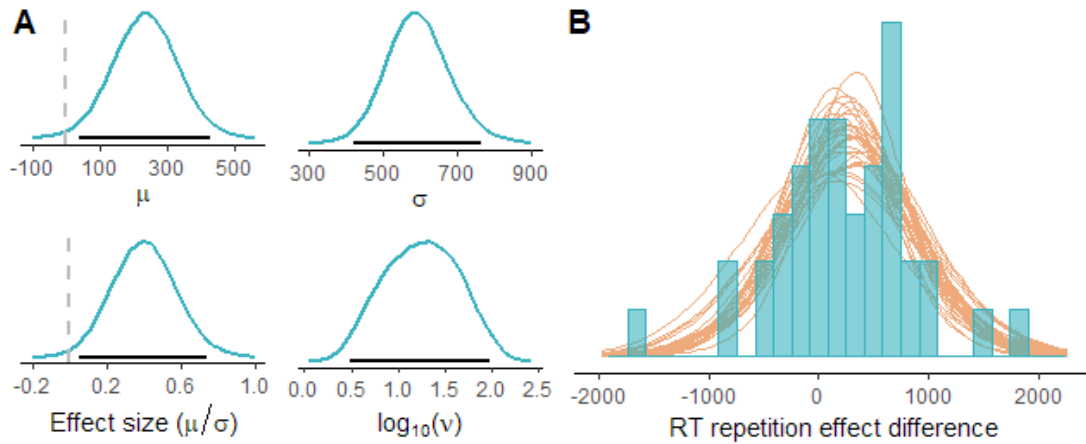 A
-100 100 300 500
μ
300 500 700 900
σ
-0.2 0.2 0.6 1.0
Effect size (μ/σ)
0.0 0.5 1.0 1.5 2.0 2.5
log₁₀(ν)
B
-2000 -1000 0 1000 2000
RT repetition effect difference